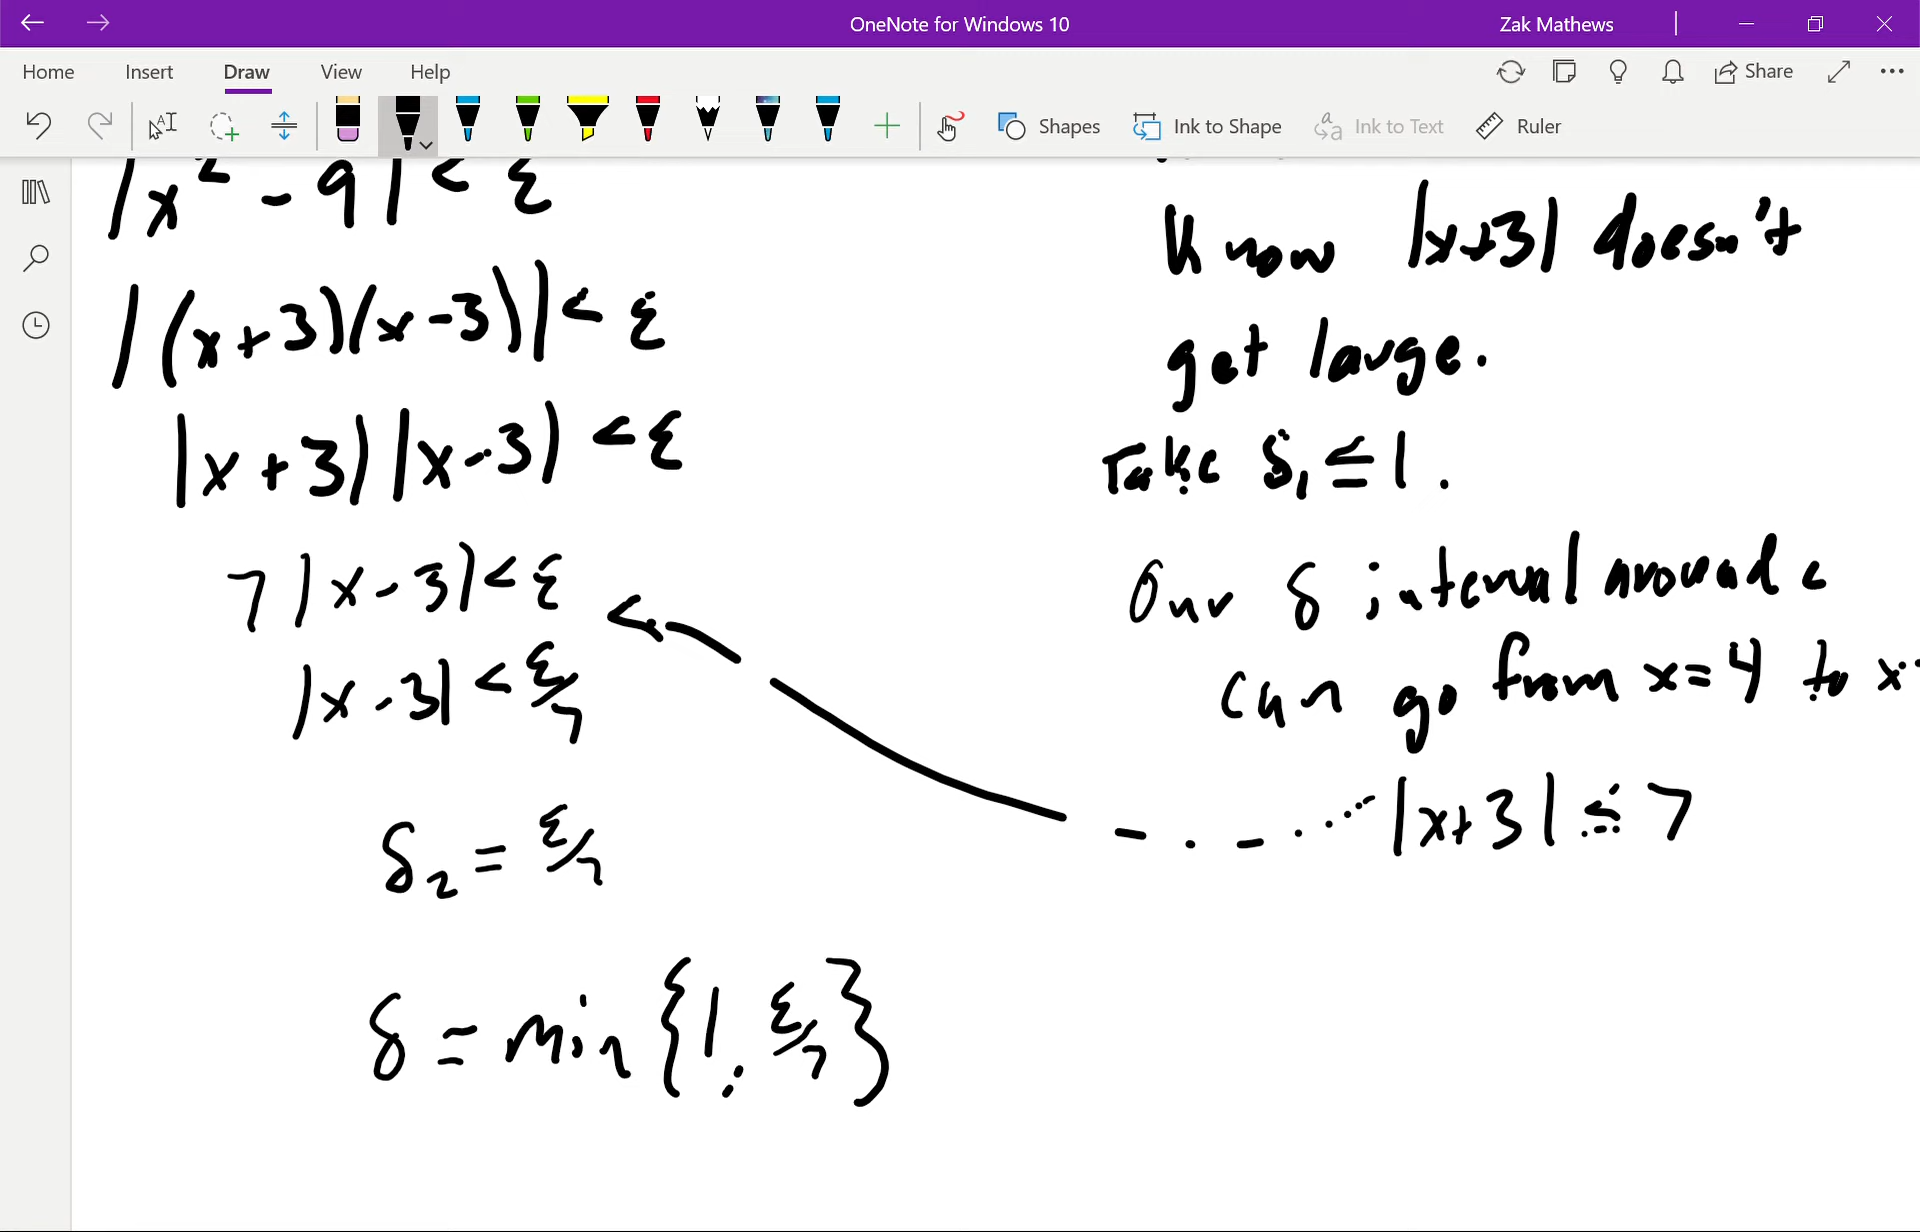 OneNote for Windows 10
Zak Mathews
Home Insert Draw View Help
Share
Shapes Ink to Shape Ink to Text Ruler
|x² - 9| < ε
|(x+3)(x-3)| < ε
|x+3||x-3| < ε
7|x-3| < ε
|x-3| < ε/7
δ₂ = ε/7
δ = min{1, ε/7}
Know |x+3| doesn't
get large.
Take δ₁ ≤ 1.
Our δ interval around c
can go from x=4 to x
|x+3| ≤ 7